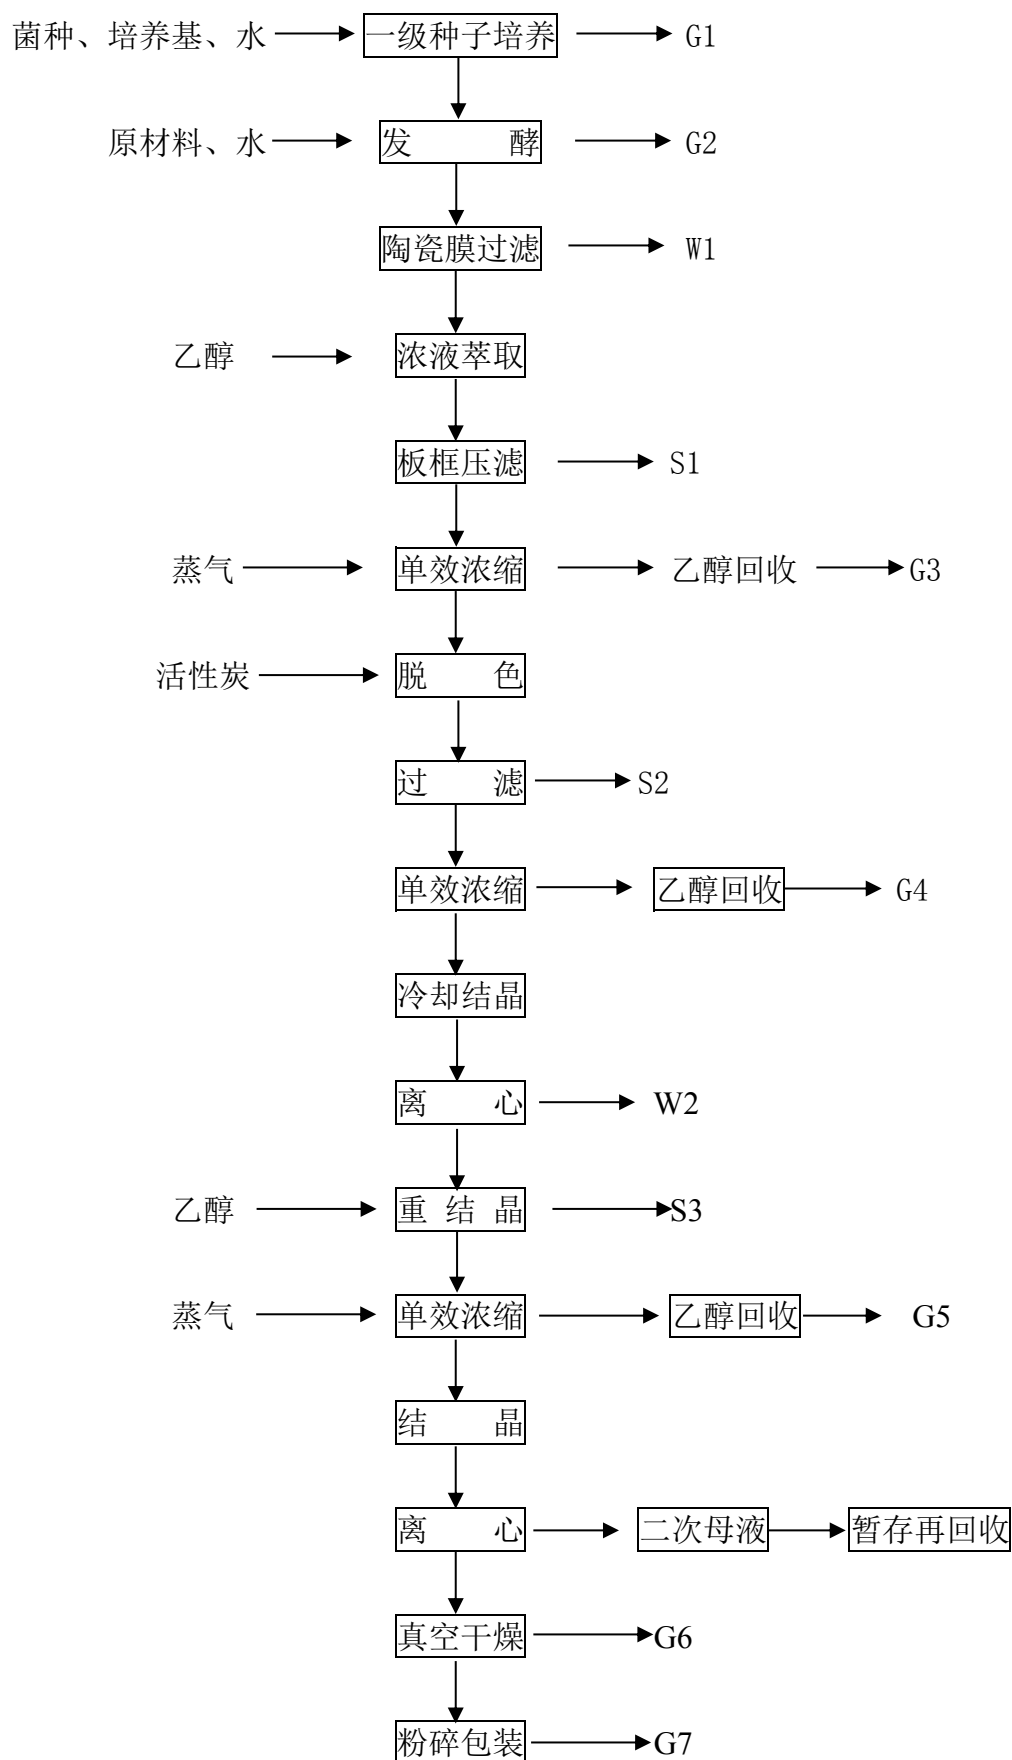 菌种、培养基、水 一级种子培养 G1
原材料、水 发 酵 G2
陶瓷膜过滤 W1
乙醇 浓液萃取
板框压滤 S1
蒸气 单效浓缩 乙醇回收 G3
活性炭 脱 色
过 滤 S2
单效浓缩 乙醇回收 G4
冷却结晶
离 心 W2
乙醇 重 结 晶 S3
蒸气 单效浓缩 乙醇回收 G5
结 晶
离 心 二次母液 暂存再回收
真空干燥 G6
粉碎包装 G7